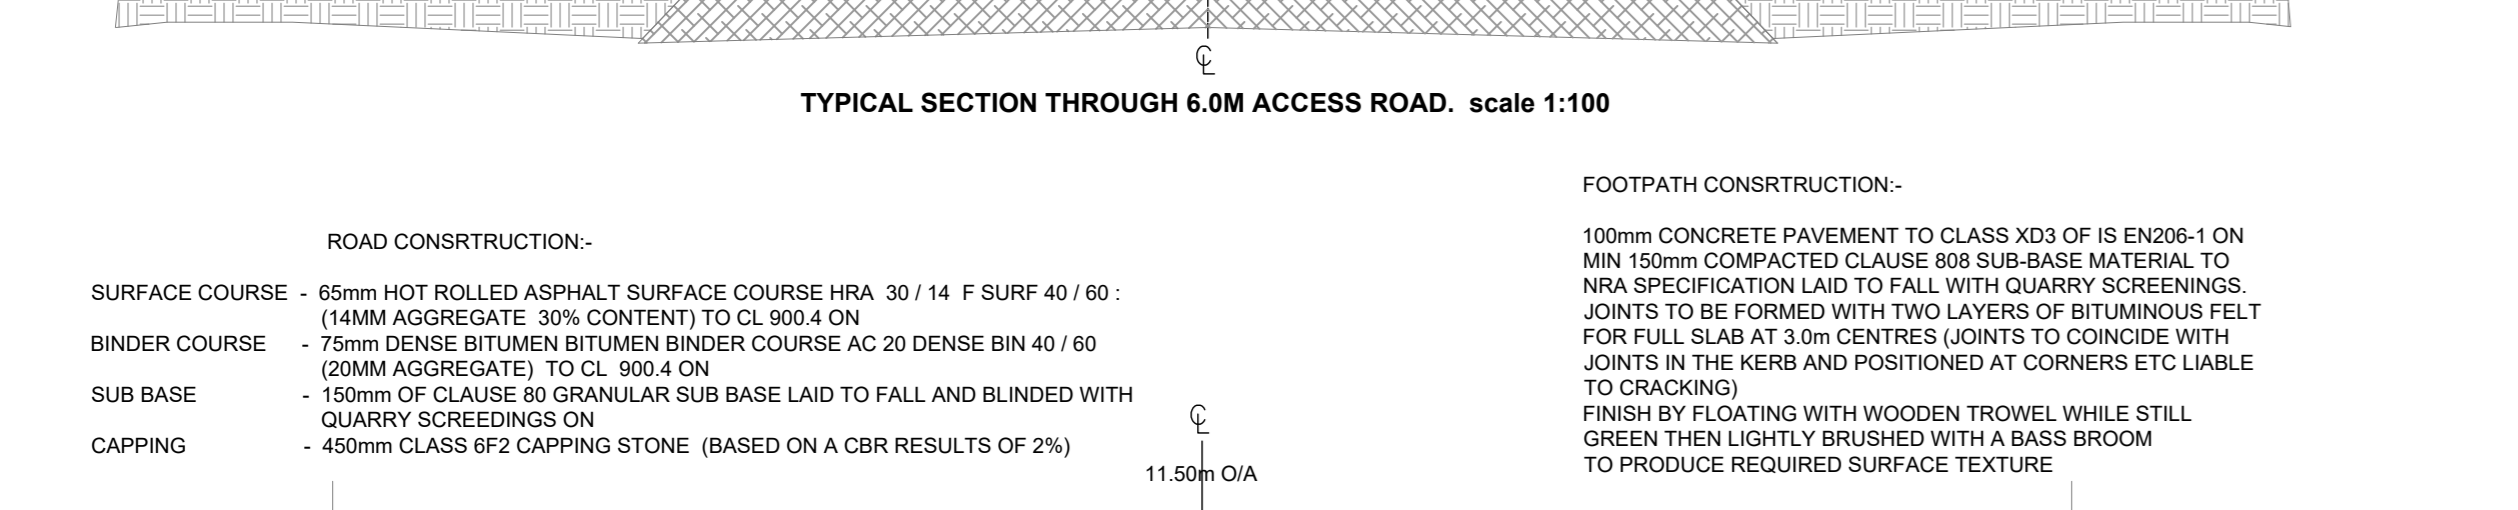 ℄
TYPICAL SECTION THROUGH 6.0M ACCESS ROAD. scale 1:100
ROAD CONSRTRUCTION:-
SURFACE COURSE - 65mm HOT ROLLED ASPHALT SURFACE COURSE HRA 30 / 14 F SURF 40 / 60 :
(14MM AGGREGATE 30% CONTENT) TO CL 900.4 ON
BINDER COURSE - 75mm DENSE BITUMEN BITUMEN BINDER COURSE AC 20 DENSE BIN 40 / 60
(20MM AGGREGATE) TO CL 900.4 ON
SUB BASE - 150mm OF CLAUSE 80 GRANULAR SUB BASE LAID TO FALL AND BLINDED WITH
QUARRY SCREEDINGS ON
CAPPING - 450mm CLASS 6F2 CAPPING STONE (BASED ON A CBR RESULTS OF 2%)
FOOTPATH CONSRTRUCTION:-
100mm CONCRETE PAVEMENT TO CLASS XD3 OF IS EN206-1 ON
MIN 150mm COMPACTED CLAUSE 808 SUB-BASE MATERIAL TO
NRA SPECIFICATION LAID TO FALL WITH QUARRY SCREENINGS.
JOINTS TO BE FORMED WITH TWO LAYERS OF BITUMINOUS FELT
FOR FULL SLAB AT 3.0m CENTRES (JOINTS TO COINCIDE WITH
JOINTS IN THE KERB AND POSITIONED AT CORNERS ETC LIABLE
TO CRACKING)
FINISH BY FLOATING WITH WOODEN TROWEL WHILE STILL
GREEN THEN LIGHTLY BRUSHED WITH A BASS BROOM
TO PRODUCE REQUIRED SURFACE TEXTURE
℄
11.50m O/A